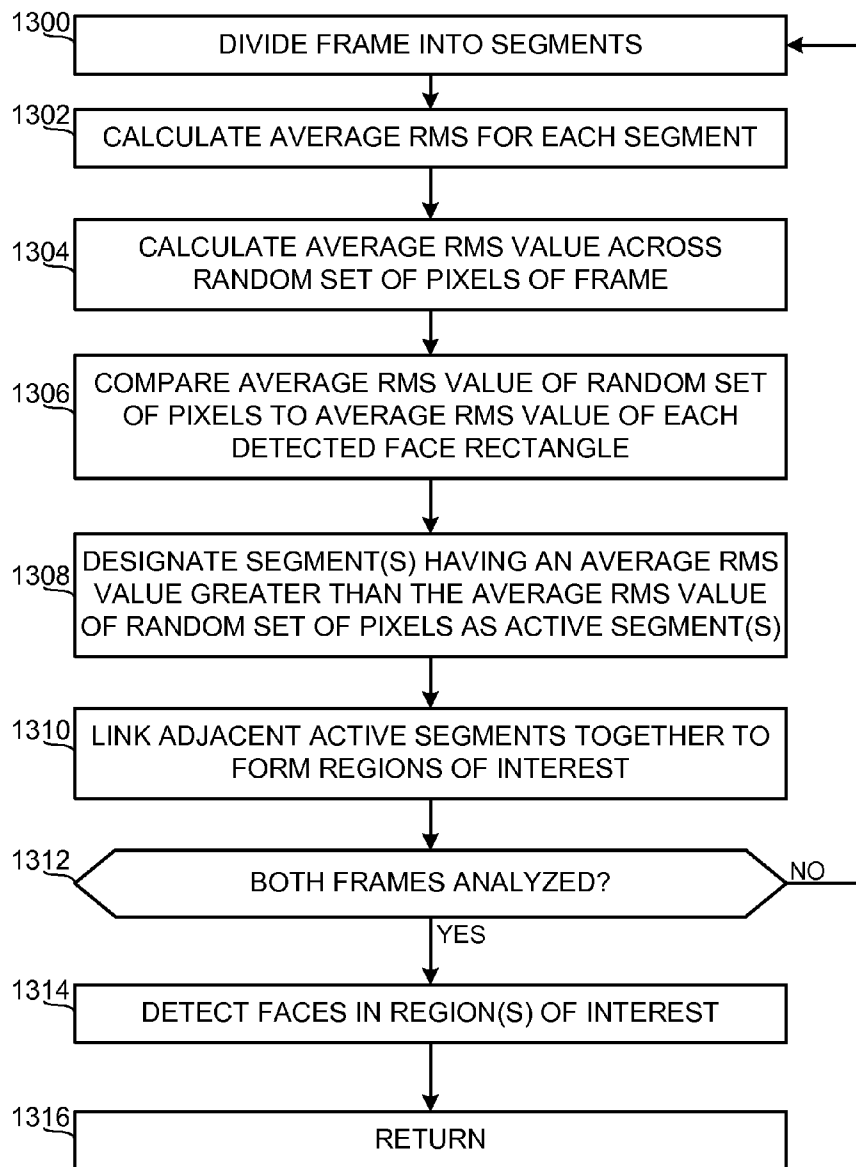 1300
DIVIDE FRAME INTO SEGMENTS
1302
CALCULATE AVERAGE RMS FOR EACH SEGMENT
1304
CALCULATE AVERAGE RMS VALUE ACROSS
RANDOM SET OF PIXELS OF FRAME
1306
COMPARE AVERAGE RMS VALUE OF RANDOM SET
OF PIXELS TO AVERAGE RMS VALUE OF EACH
DETECTED FACE RECTANGLE
1308
DESIGNATE SEGMENT(S) HAVING AN AVERAGE RMS
VALUE GREATER THAN THE AVERAGE RMS VALUE
OF RANDOM SET OF PIXELS AS ACTIVE SEGMENT(S)
1310
LINK ADJACENT ACTIVE SEGMENTS TOGETHER TO
FORM REGIONS OF INTEREST
1312
BOTH FRAMES ANALYZED?
NO
YES
1314
DETECT FACES IN REGION(S) OF INTEREST
1316
RETURN